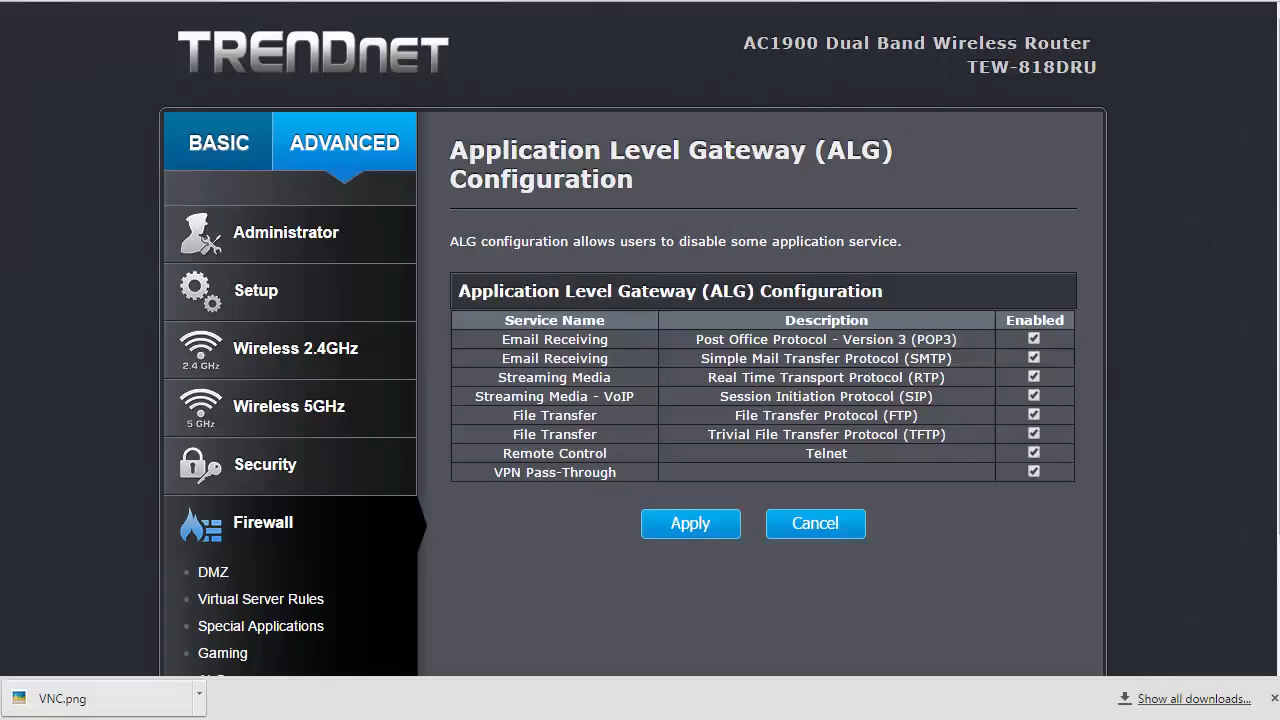 TRENDNET
AC1900 Dual Band Wireless Router
TEW-818DRU
BASIC
ADVANCED
Administrator
Setup
2.4 GHz
Wireless 2.4GHz
5 GHz
Wireless 5GHz
Security
Firewall
DMZ
Virtual Server Rules
Special Applications
Gaming
Application Level Gateway (ALG)
Configuration
ALG configuration allows users to disable some application service.
Application Level Gateway (ALG) Configuration
Service Name Description Enabled
Email Receiving Post Office Protocol - Version 3 (POP3)
Email Receiving Simple Mail Transfer Protocol (SMTP)
Streaming Media Real Time Transport Protocol (RTP)
Streaming Media - VoIP Session Initiation Protocol (SIP)
File Transfer File Transfer Protocol (FTP)
File Transfer Trivial File Transfer Protocol (TFTP)
Remote Control Telnet
VPN Pass-Through
Apply Cancel
VNC.png
Show all downloads...